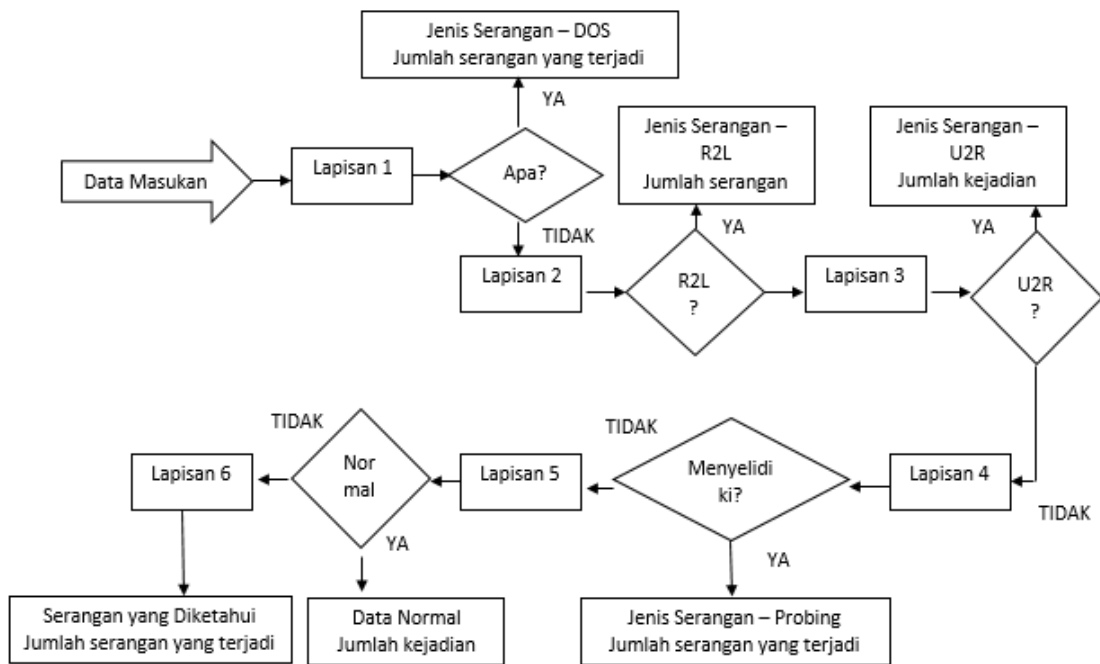 Jenis Serangan – DOS
Jumlah serangan yang terjadi
YA
Jenis Serangan –
R2L
Jumlah serangan
Jenis Serangan –
U2R
Jumlah kejadian
Data Masukan
Lapisan 1
Apa?
TIDAK
YA
YA
Lapisan 2
R2L
?
Lapisan 3
U2R
?
TIDAK
TIDAK
Lapisan 6
Nor
mal
Lapisan 5
Menyelidi
ki?
Lapisan 4
TIDAK
YA
YA
Serangan yang Diketahui
Jumlah serangan yang terjadi
Data Normal
Jumlah kejadian
Jenis Serangan – Probing
Jumlah serangan yang terjadi